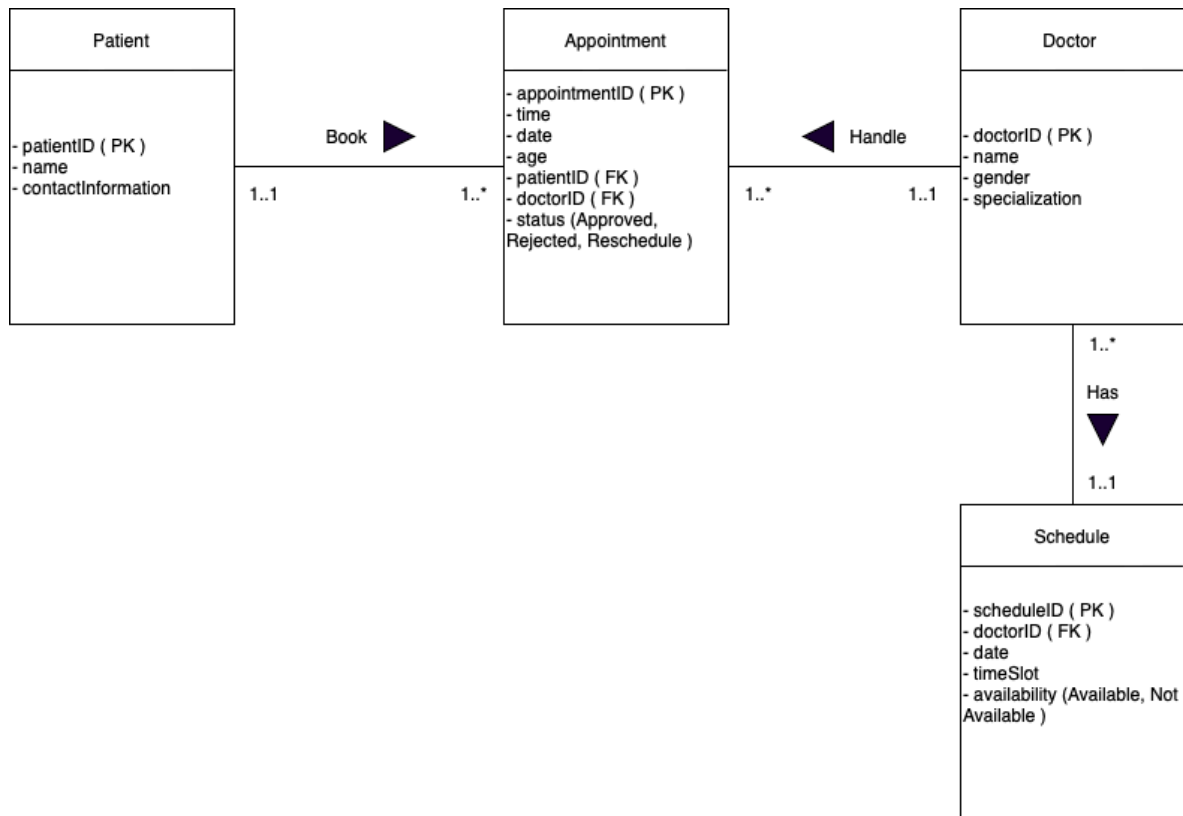 Patient
- patientID ( PK )
- name
- contactInformation
Book
1..1
1..*
Appointment
- appointmentID ( PK )
- time
- date
- age
- patientID ( FK )
- doctorID ( FK )
- status (Approved,
Rejected, Reschedule )
Handle
1..*
1..1
Doctor
- doctorID ( PK )
- name
- gender
- specialization
1..*
Has
1..1
Schedule
- scheduleID ( PK )
- doctorID ( FK )
- date
- timeSlot
- availability (Available, Not
Available )